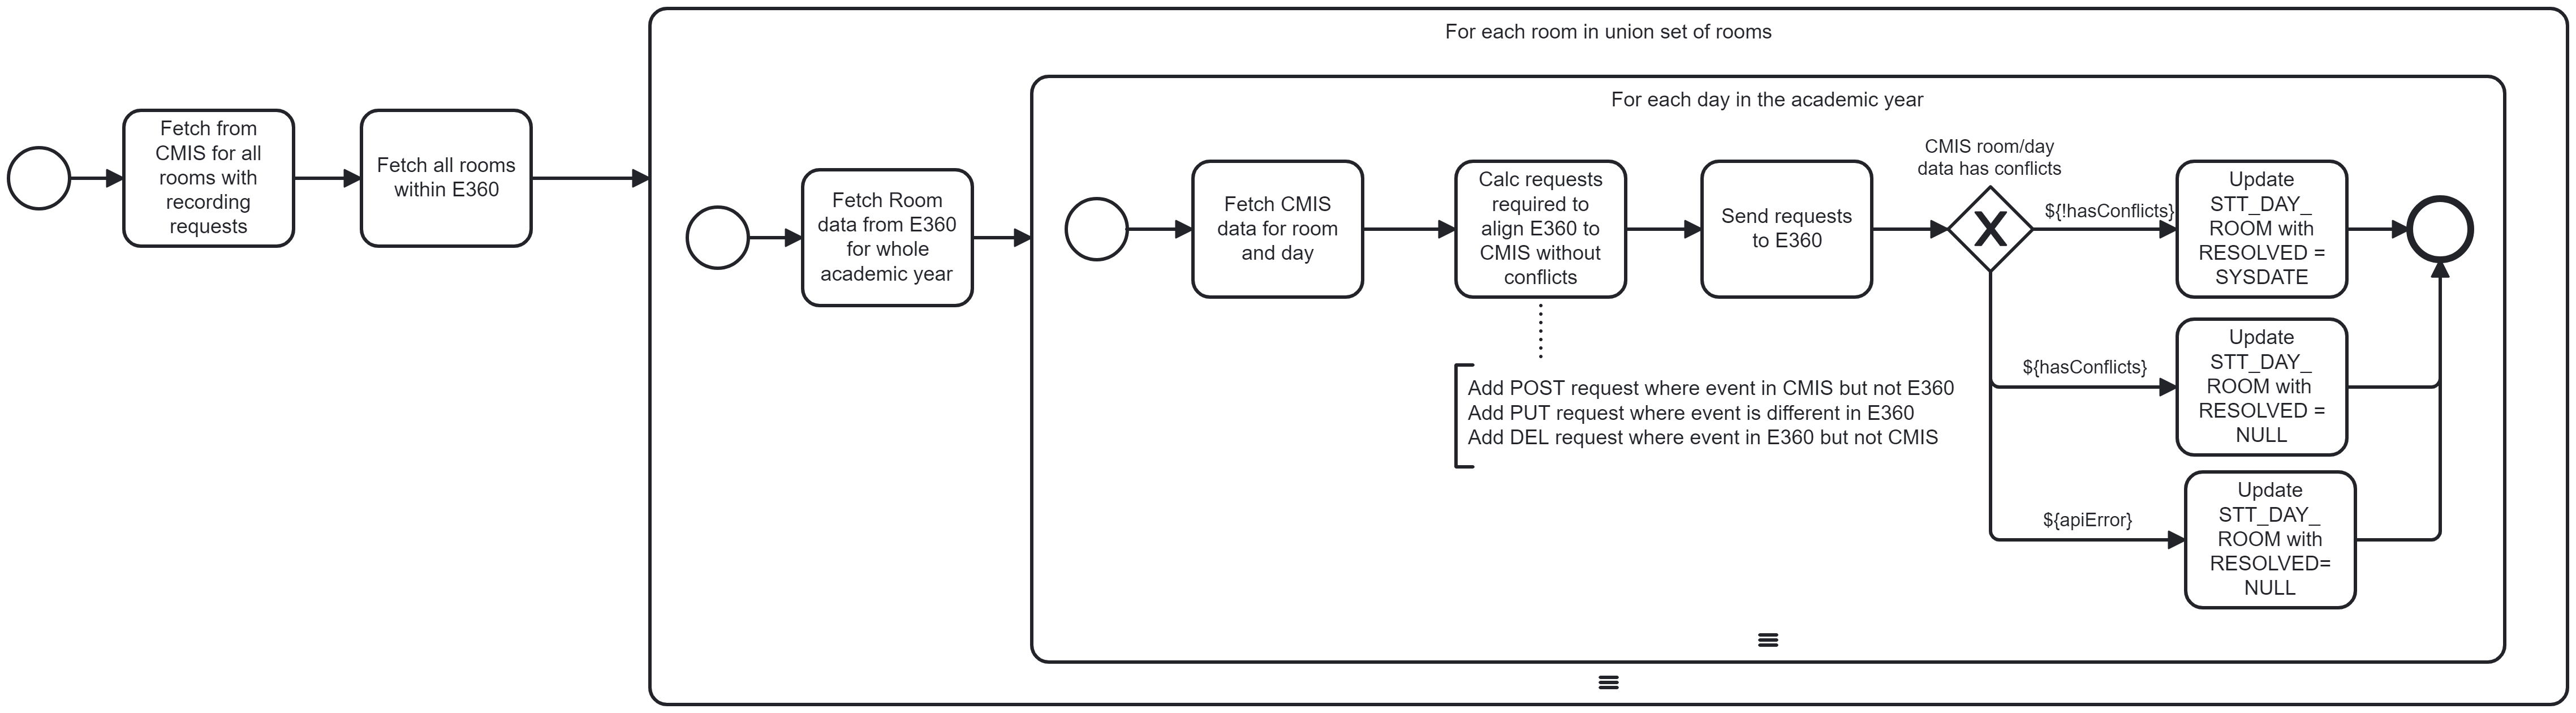 For each room in union set of rooms
For each day in the academic year
Fetch from
CMIS for all
rooms with
recording
requests
Fetch all rooms
within E360
Fetch Room
data from E360
for whole
academic year
Fetch CMIS
data for room
and day
Calc requests
required to
align E360 to
CMIS without
conflicts
Add POST request where event in CMIS but not E360
Add PUT request where event is different in E360
Add DEL request where event in E360 but not CMIS
Send requests
to E360
CMIS room/day
data has conflicts
${!hasConflicts}
Update
STT_DAY_
ROOM with
RESOLVED =
SYSDATE
${hasConflicts}
Update
STT_DAY_
ROOM with
RESOLVED =
NULL
${apiError}
Update
STT_DAY_
ROOM with
RESOLVED=
NULL